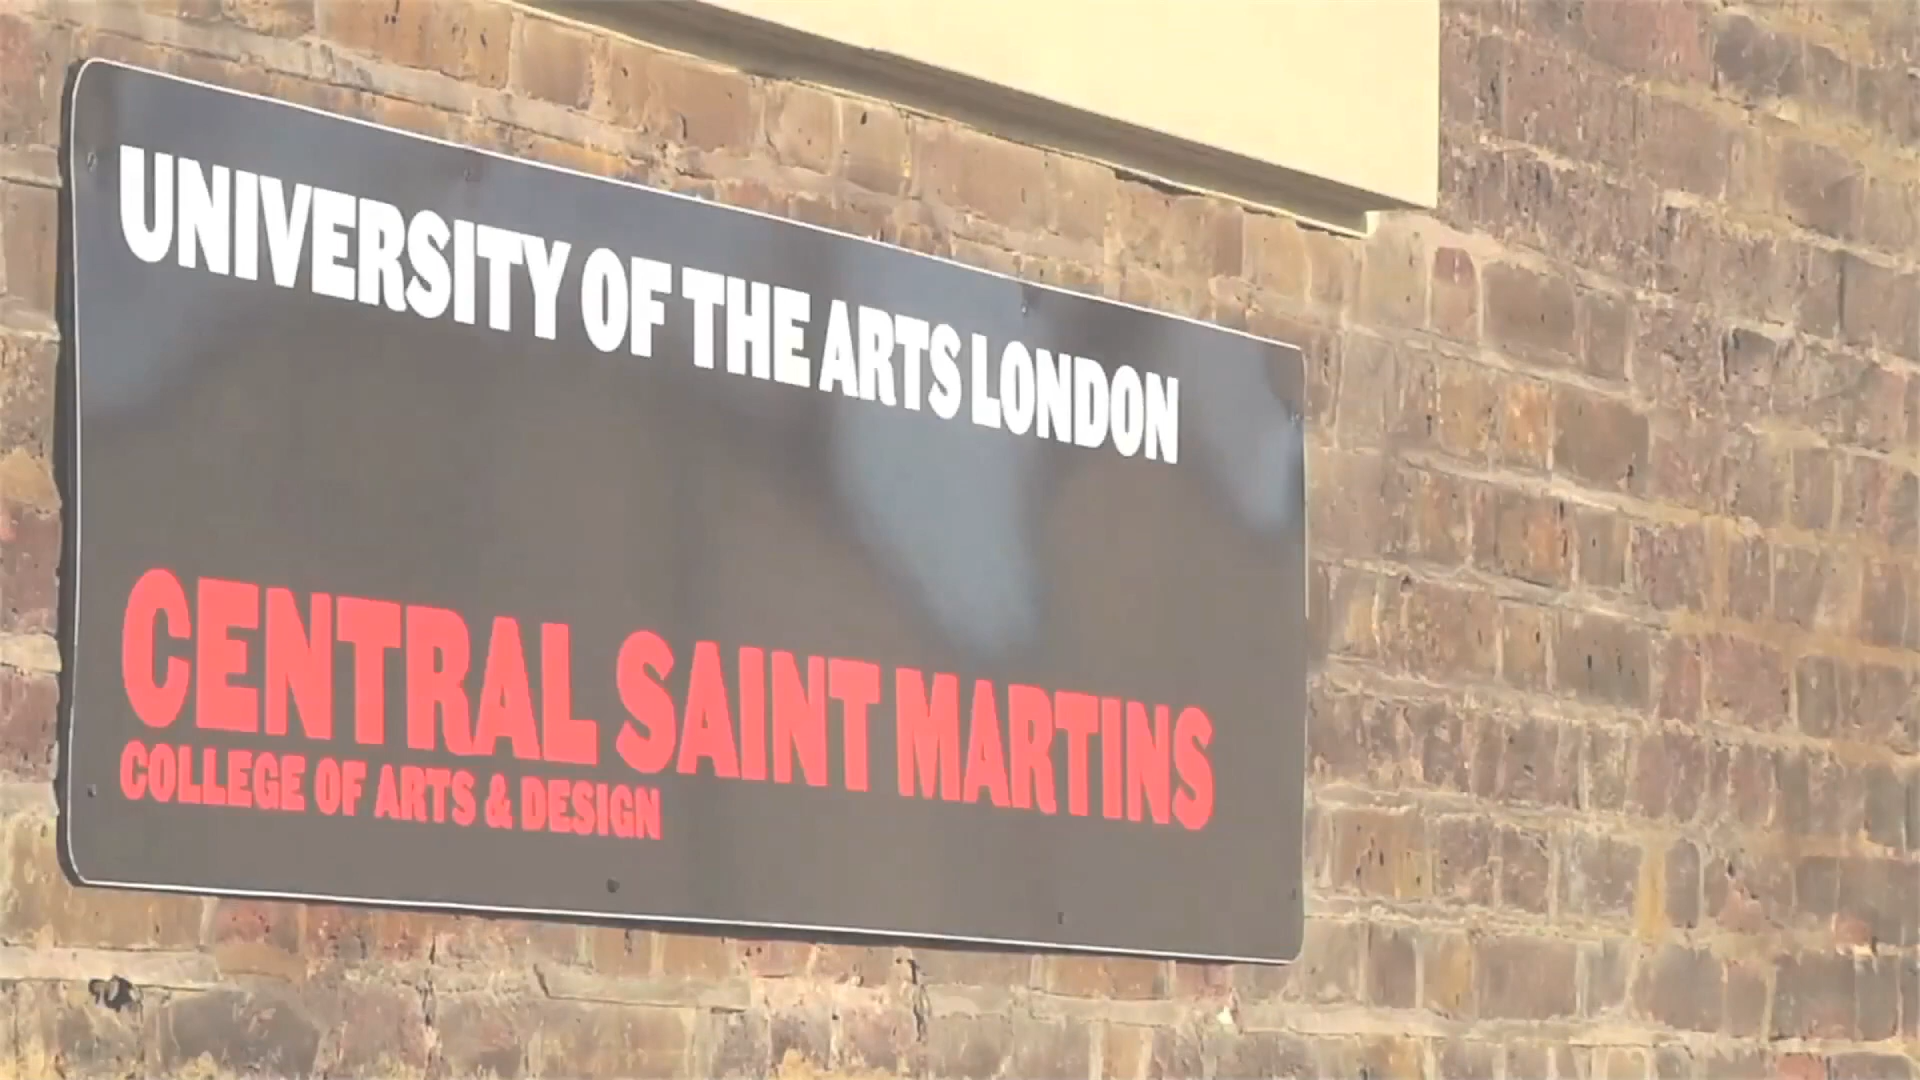 UNIVERSITY OF THE ARTS LONDON
CENTRAL SAINT MARTINS
COLLEGE OF ARTS & DESIGN